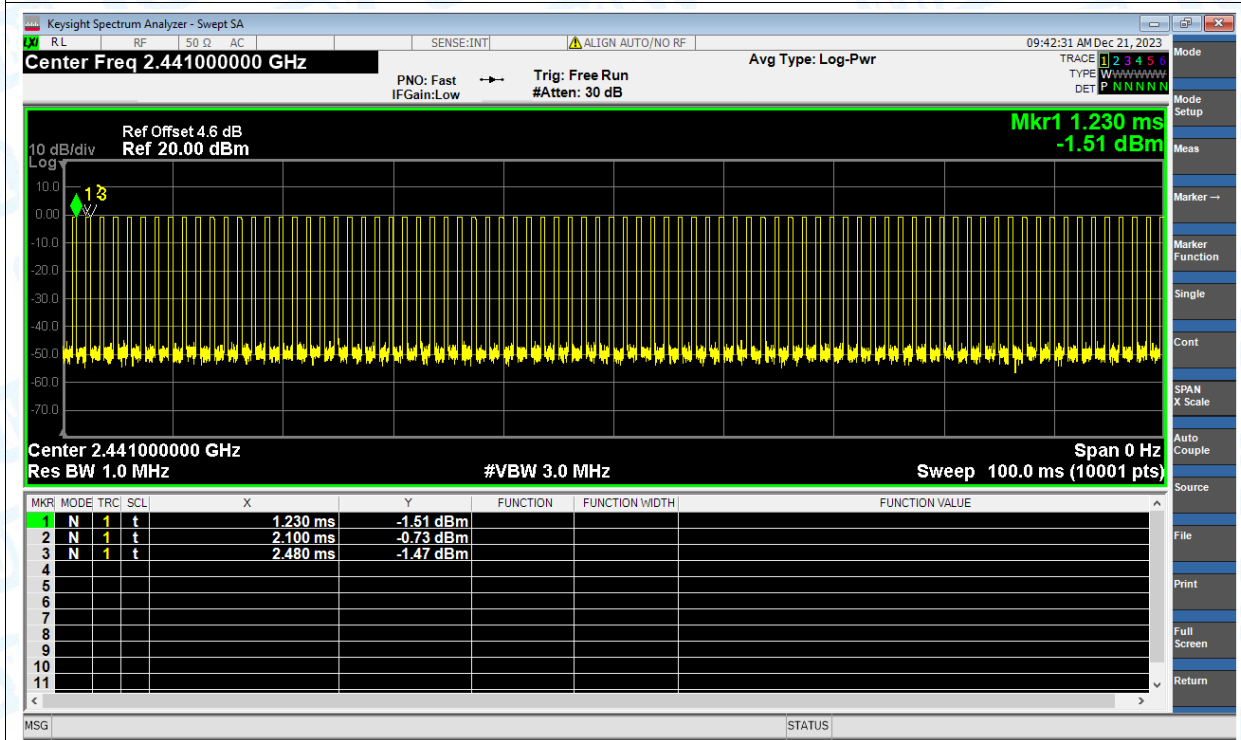 Keysight Spectrum Analyzer - Swept SA
LXI RL RF 50 Ω AC SENSE:INT ALIGN AUTO/NO RF 09:42:31 AM Dec 21, 2023
Center Freq 2.441000000 GHz Avg Type: Log-Pwr TRACE 1 2 3 4 5 6
PNO: Fast Trig: Free Run TYPE WWWWWW
IFGain:Low #Atten: 30 dB DET P N N N N N
Mkr1 1.230 ms
Ref Offset 4.6 dB -1.51 dBm
10 dB/div Ref 20.00 dBm
Log
10.0
1 3
0.00
-10.0
-20.0
-30.0
-40.0
-50.0
-60.0
-70.0
Center 2.441000000 GHz Span 0 Hz
Res BW 1.0 MHz #VBW 3.0 MHz Sweep 100.0 ms (10001 pts)
MKR MODE TRC SCL X Y FUNCTION FUNCTION WIDTH FUNCTION VALUE
1 N 1 t 1.230 ms -1.51 dBm
2 N 1 t 2.100 ms -0.73 dBm
3 N 1 t 2.480 ms -1.47 dBm
4
5
6
7
8
9
10
11
MSG STATUS
Mode
Mode
Setup
Meas
Marker→
Marker
Function
Single
Cont
SPAN
X Scale
Auto
Couple
Source
File
Print
Full
Screen
Return